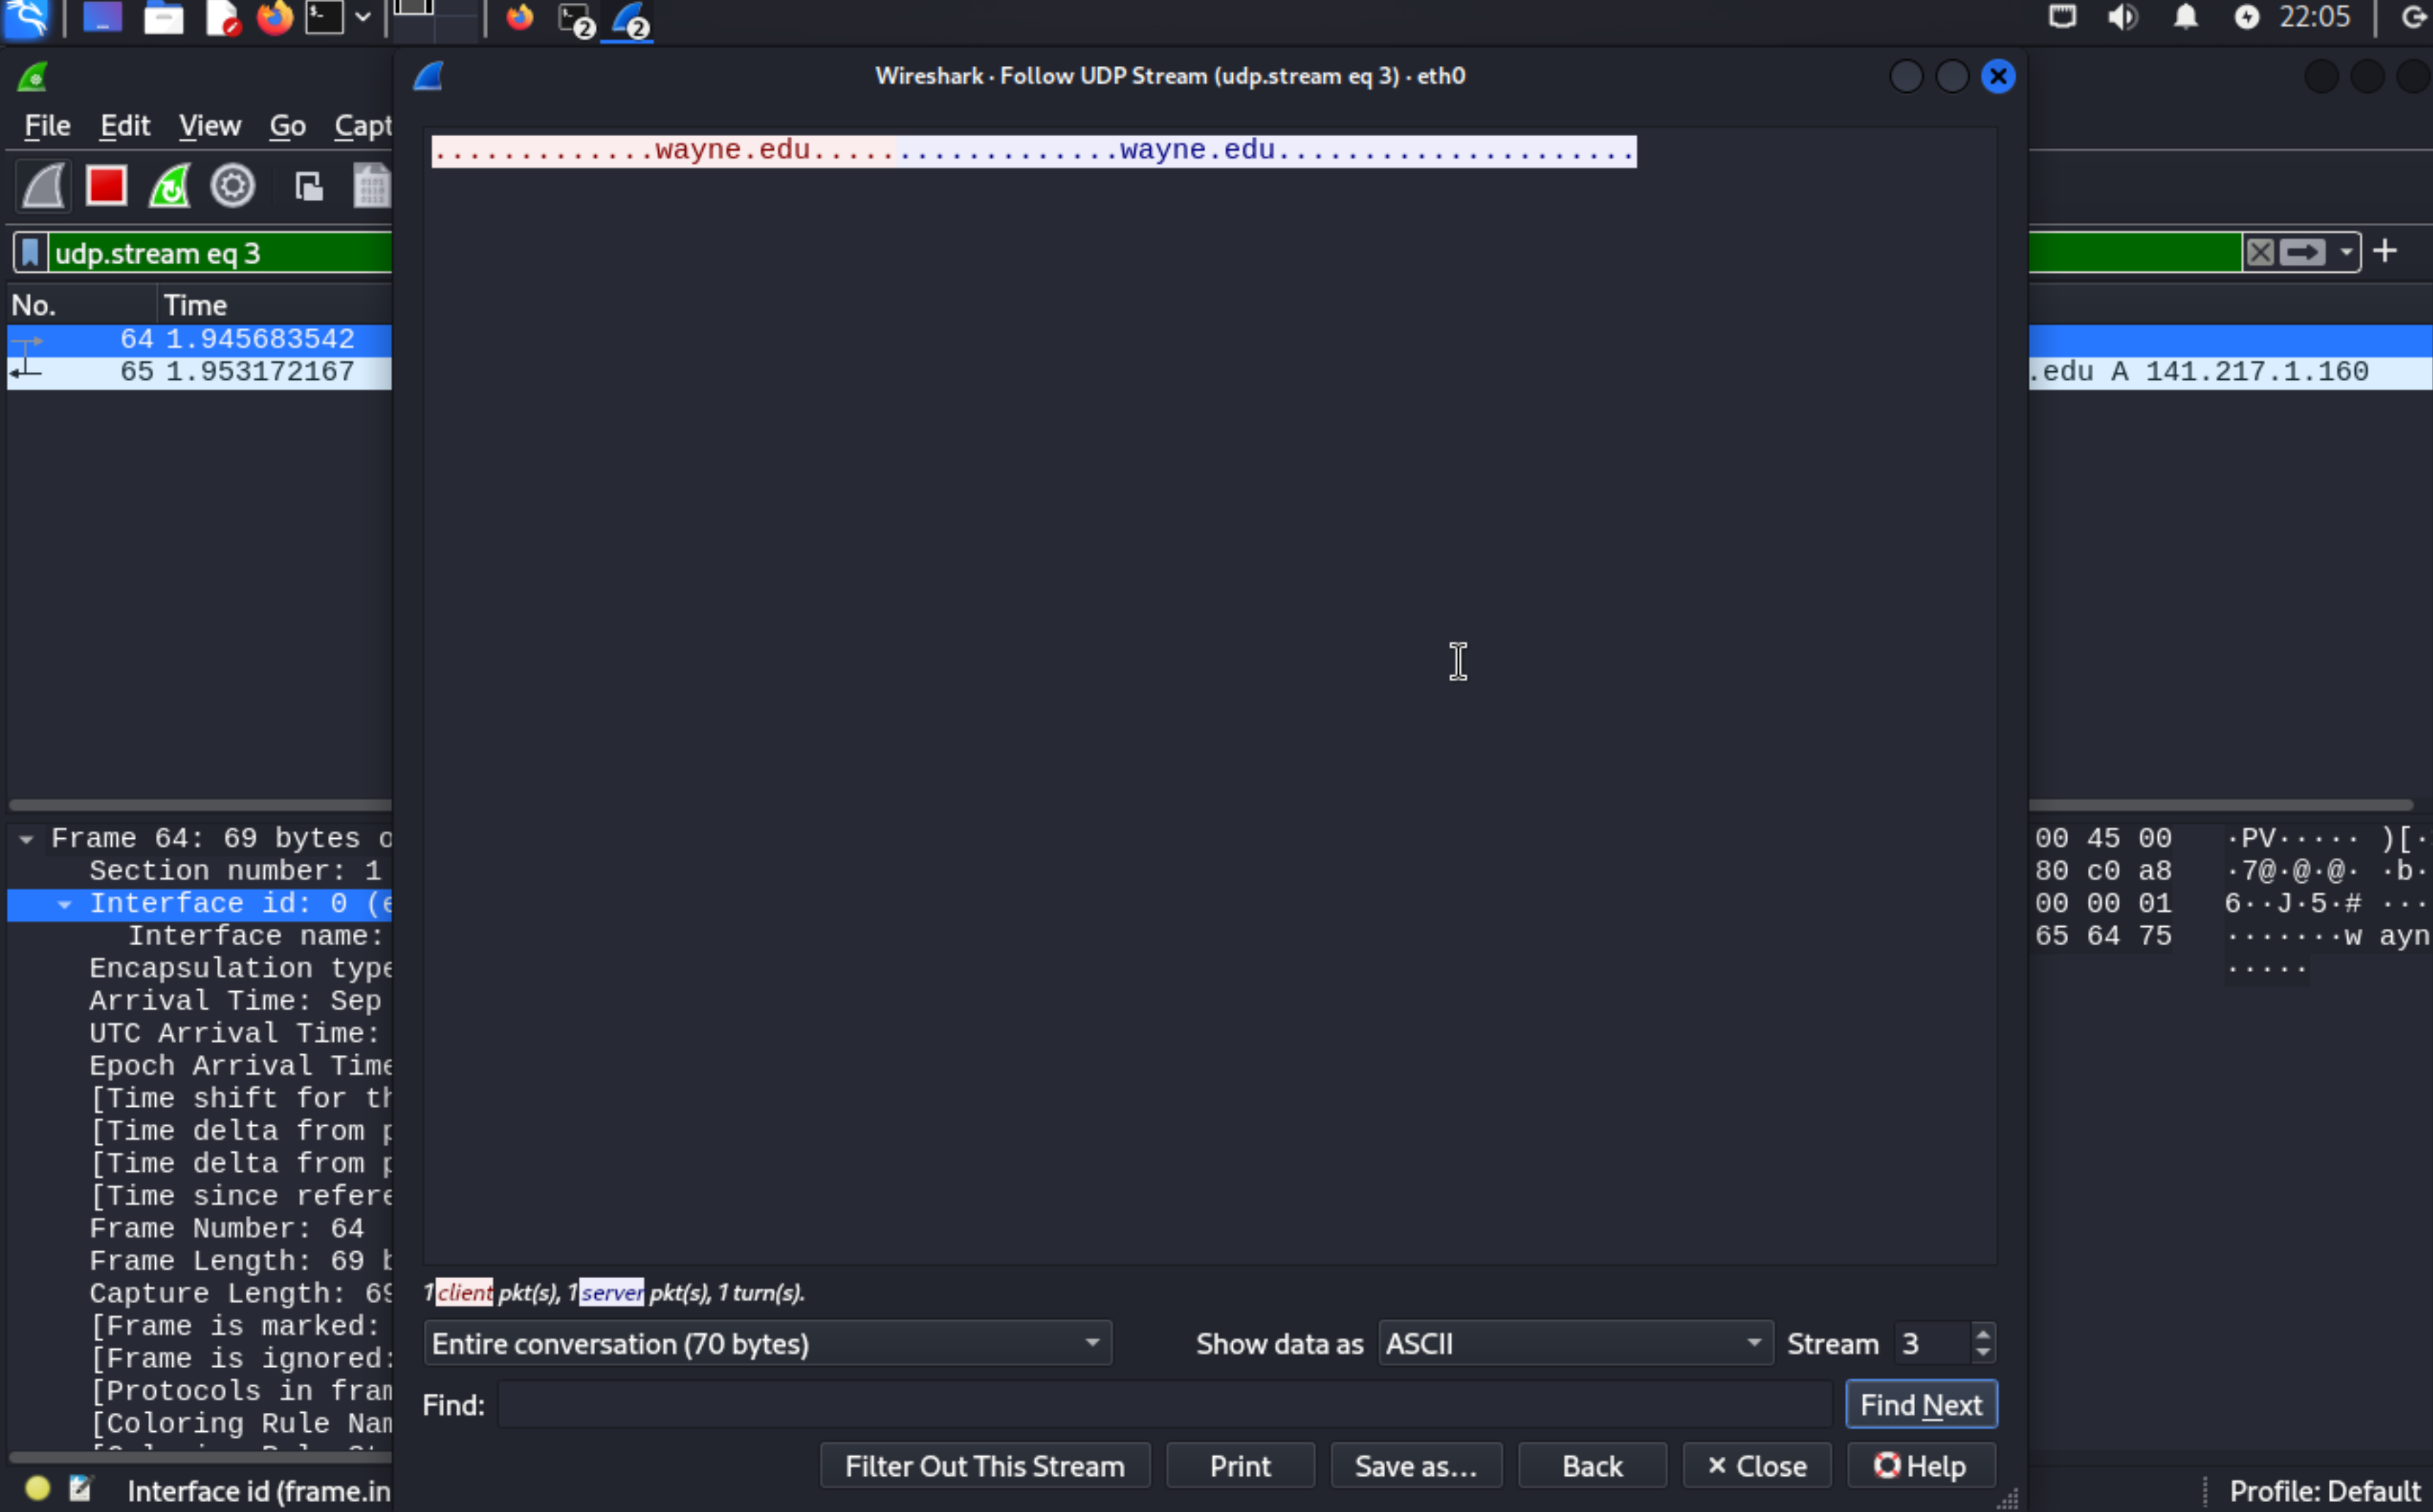 22:05
Wireshark · Follow UDP Stream (udp.stream eq 3) · eth0
File Edit View Go Capt
.............wayne.edu..................wayne.edu.....................
udp.stream eq 3
No. Time
64 1.945683542
65 1.953172167 .edu A 141.217.1.160
Frame 64: 69 bytes o
Section number: 1
Interface id: 0 (e
Interface name:
Encapsulation type
Arrival Time: Sep
UTC Arrival Time:
Epoch Arrival Time
[Time shift for th
[Time delta from p
[Time delta from p
[Time since refere
Frame Number: 64
Frame Length: 69 b
Capture Length: 69
[Frame is marked:
[Frame is ignored:
[Protocols in fram
[Coloring Rule Nam
00 45 00 ·PV····· )[·
80 c0 a8 ·7@·@·@· ·b·
00 00 01 6··J·5·# ···
65 64 75 ·······w ayn
·····
1 client pkt(s), 1 server pkt(s), 1 turn(s).
Entire conversation (70 bytes) Show data as ASCII Stream 3
Find: Find Next
Filter Out This Stream Print Save as… Back Close Help
Interface id (frame.in Profile: Default